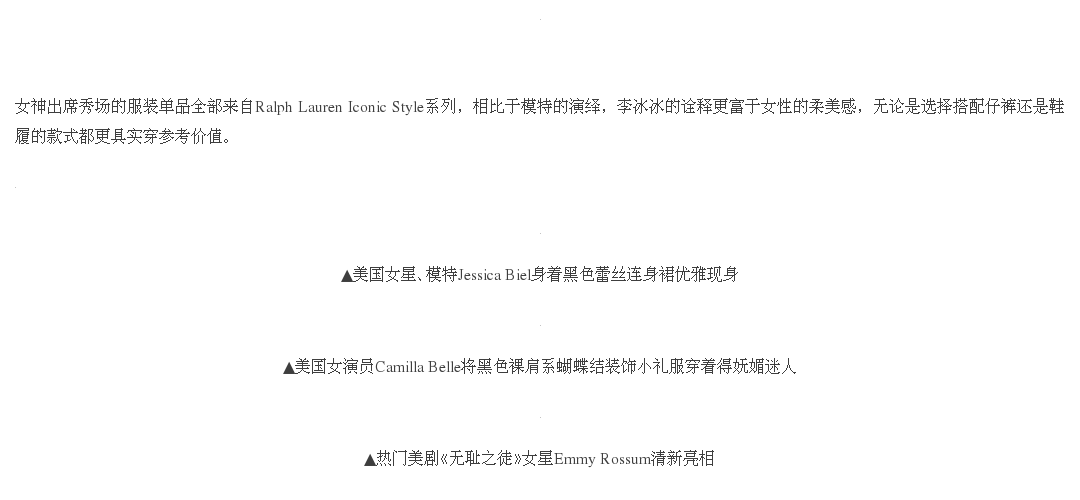 女神出席秀场的服装单品全部来自Ralph Lauren Iconic Style系列，相比于模特的演绎，李冰冰的诠释更富于女性的柔美感，无论是选择搭配仔裤还是鞋
履的款式都更具实穿参考价值。
▲美国女星、模特Jessica Biel身着黑色蕾丝连身裙优雅现身
▲美国女演员Camilla Belle将黑色裸肩系蝴蝶结装饰小礼服穿着得妩媚迷人
▲热门美剧《无耻之徒》女星Emmy Rossum清新亮相